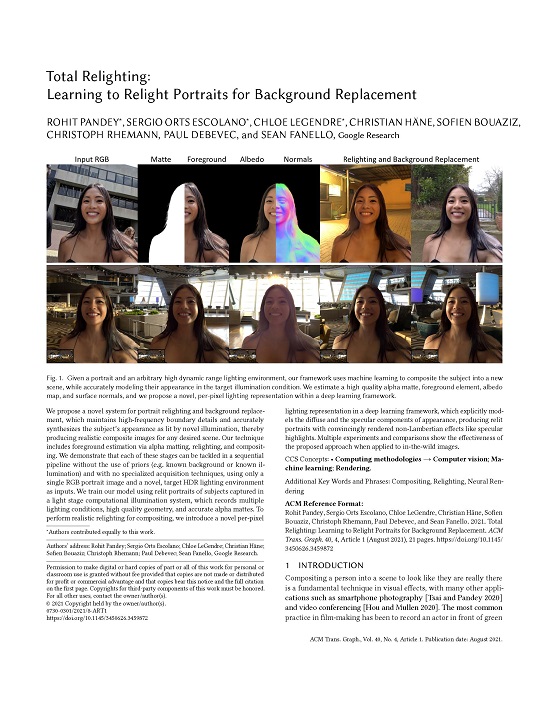 Total Relighting:
Learning to Relight Portraits for Background Replacement
ROHIT PANDEY*, SERGIO ORTS ESCOLANO*, CHLOE LEGENDRE*, CHRISTIAN HÄNE, SOFIEN BOUAZIZ,
CHRISTOPH RHEMANN, PAUL DEBEVEC, and SEAN FANELLO, Google Research
Input RGB Matte Foreground Albedo Normals Relighting and Background Replacement
Fig. 1. Given a portrait and an arbitrary high dynamic range lighting environment, our framework uses machine learning to composite the subject into a new
scene, while accurately modeling their appearance in the target illumination condition. We estimate a high quality alpha matte, foreground element, albedo
map, and surface normals, and we propose a novel, per-pixel lighting representation within a deep learning framework.
We propose a novel system for portrait relighting and background replace-
ment, which maintains high-frequency boundary details and accurately
synthesizes the subject's appearance as lit by novel illumination, thereby
producing realistic composite images for any desired scene. Our technique
includes foreground estimation via alpha matting, relighting, and composit-
ing. We demonstrate that each of these stages can be tackled in a sequential
pipeline without the use of priors (e.g. known background or known il-
lumination) and with no specialized acquisition techniques, using only a
single RGB portrait image and a novel, target HDR lighting environment
as inputs. We train our model using relit portraits of subjects captured in
a light stage computational illumination system, which records multiple
lighting conditions, high quality geometry, and accurate alpha mattes. To
perform realistic relighting for compositing, we introduce a novel per-pixel
*Authors contributed equally to this work.
Authors' address: Rohit Pandey; Sergio Orts Escolano; Chloe LeGendre; Christian Häne;
Sofien Bouaziz; Christoph Rhemann; Paul Debevec; Sean Fanello, Google Research.
Permission to make digital or hard copies of part or all of this work for personal or
classroom use is granted without fee provided that copies are not made or distributed
for profit or commercial advantage and that copies bear this notice and the full citation
on the first page. Copyrights for third-party components of this work must be honored.
For all other uses, contact the owner/author(s).
© 2021 Copyright held by the owner/author(s).
0730-0301/2021/8-ART1
https://doi.org/10.1145/3450626.3459872
lighting representation in a deep learning framework, which explicitly mod-
els the diffuse and the specular components of appearance, producing relit
portraits with convincingly rendered non-Lambertian effects like specular
highlights. Multiple experiments and comparisons show the effectiveness of
the proposed approach when applied to in-the-wild images.
CCS Concepts: • Computing methodologies → Computer vision; Ma-
chine learning; Rendering.
Additional Key Words and Phrases: Compositing, Relighting, Neural Ren-
dering
ACM Reference Format:
Rohit Pandey, Sergio Orts Escolano, Chloe LeGendre, Christian Häne, Sofien
Bouaziz, Christoph Rhemann, Paul Debevec, and Sean Fanello. 2021. Total
Relighting: Learning to Relight Portraits for Background Replacement. ACM
Trans. Graph. 40, 4, Article 1 (August 2021), 21 pages. https://doi.org/10.1145/
3450626.3459872
1 INTRODUCTION
Compositing a person into a scene to look like they are really there
is a fundamental technique in visual effects, with many other appli-
cations such as smartphone photography [Tsai and Pandey 2020]
and video conferencing [Hou and Mullen 2020]. The most common
practice in film-making has been to record an actor in front of green
ACM Trans. Graph., Vol. 40, No. 4, Article 1. Publication date: August 2021.